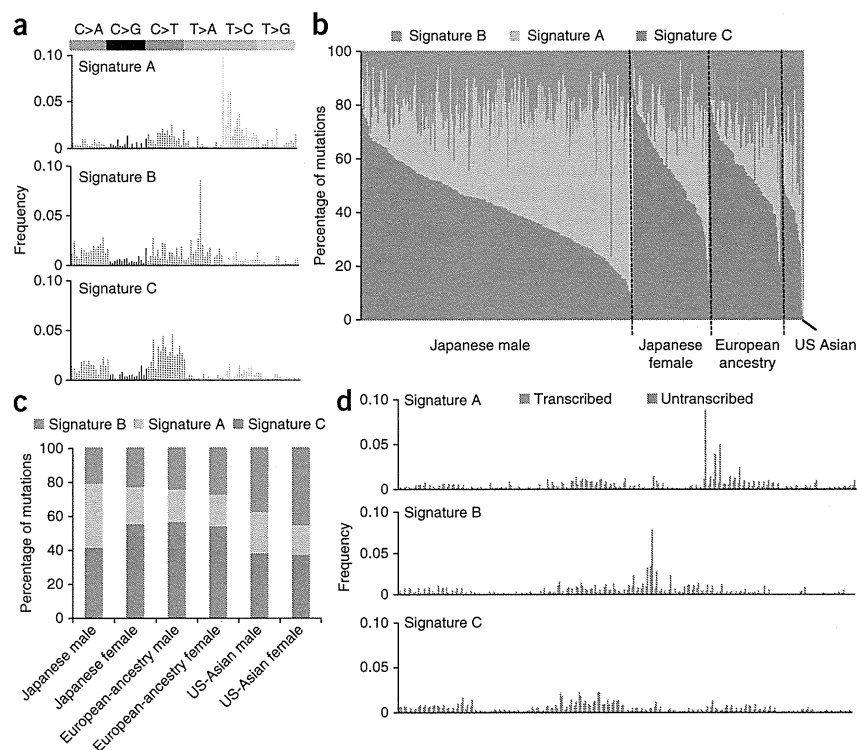 a
C>A C>G C>T T>A T>C T>G
0.10
Signature A
0.05
0
0.10
Signature B
0.05
0
0.10
Signature C
0.05
0
Frequency
b
Signature B Signature A Signature C
100
80
60
40
20
0
Percentage of mutations
Japanese male
Japanese female
European ancestry
US Asian
c
Signature B Signature A Signature C
100
80
60
40
20
0
Percentage of mutations
Japanese male
Japanese female
European-ancestry male
European-ancestry female
US-Asian male
US-Asian female
d
0.10
Signature A
Transcribed Untranscribed
0.05
0
0.10
Signature B
0.05
0
0.10
Signature C
0.05
0
Frequency